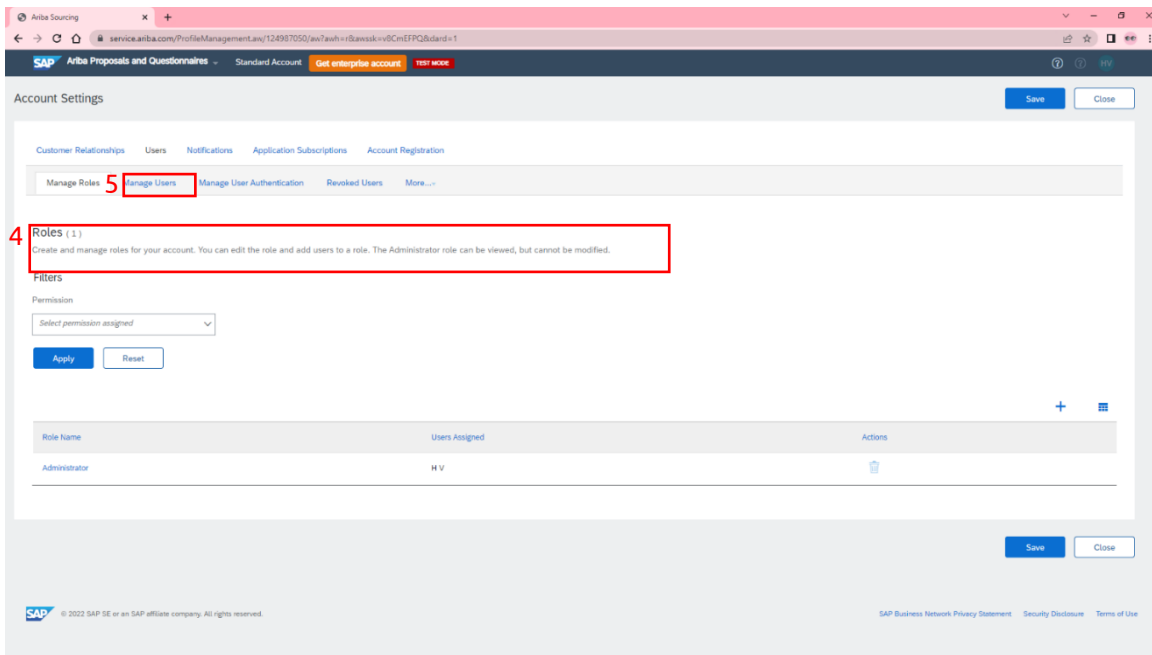 Ariba Sourcing
service.ariba.com/ProfileManagement.aw/124987050/aw?awh=r&awssk=v8CmEFPQ&dard=1
SAP Ariba Proposals and Questionnaires Standard Account Get enterprise account TEST MODE HV
Account Settings Save Close
Customer Relationships Users Notifications Application Subscriptions Account Registration
Manage Roles 5 Manage Users Manage User Authentication Revoked Users More...
4 Roles (1)
Create and manage roles for your account. You can edit the role and add users to a role. The Administrator role can be viewed, but cannot be modified.
Filters
Permission
Select permission assigned
Apply Reset
Role Name Users Assigned Actions
Administrator H V
Save Close
SAP © 2022 SAP SE or an SAP affiliate company. All rights reserved. SAP Business Network Privacy Statement Security Disclosure Terms of Use